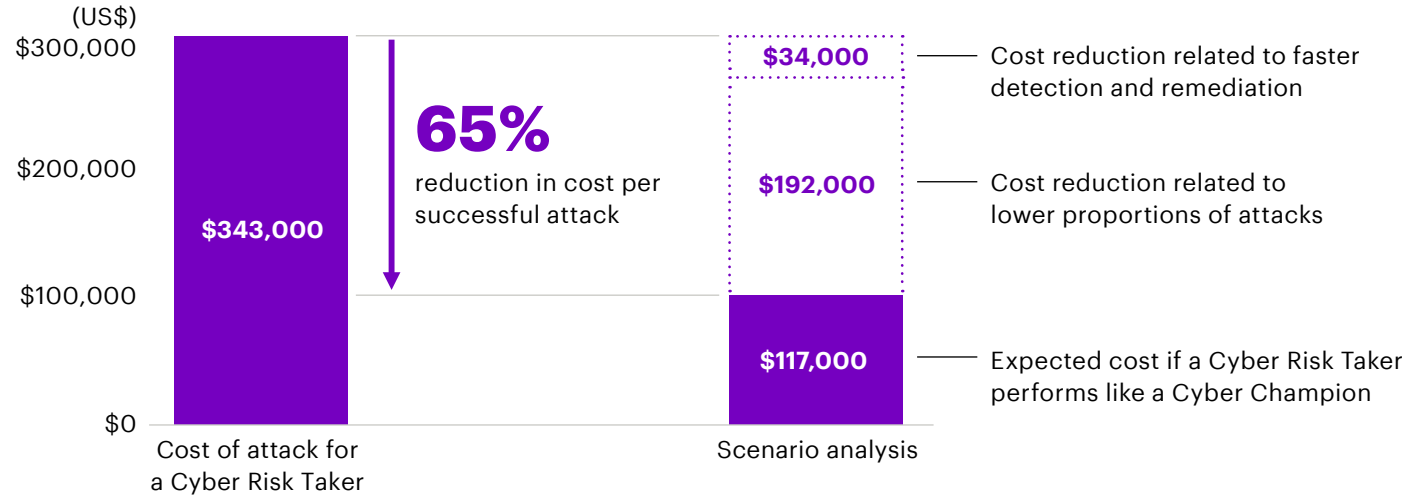 (US$)
$300,000
$200,000
$100,000
$0
$343,000
65%
reduction in cost per
successful attack
$34,000
$192,000
$117,000
Cost reduction related to faster
detection and remediation
Cost reduction related to
lower proportions of attacks
Expected cost if a Cyber Risk Taker
performs like a Cyber Champion
Cost of attack for
a Cyber Risk Taker
Scenario analysis